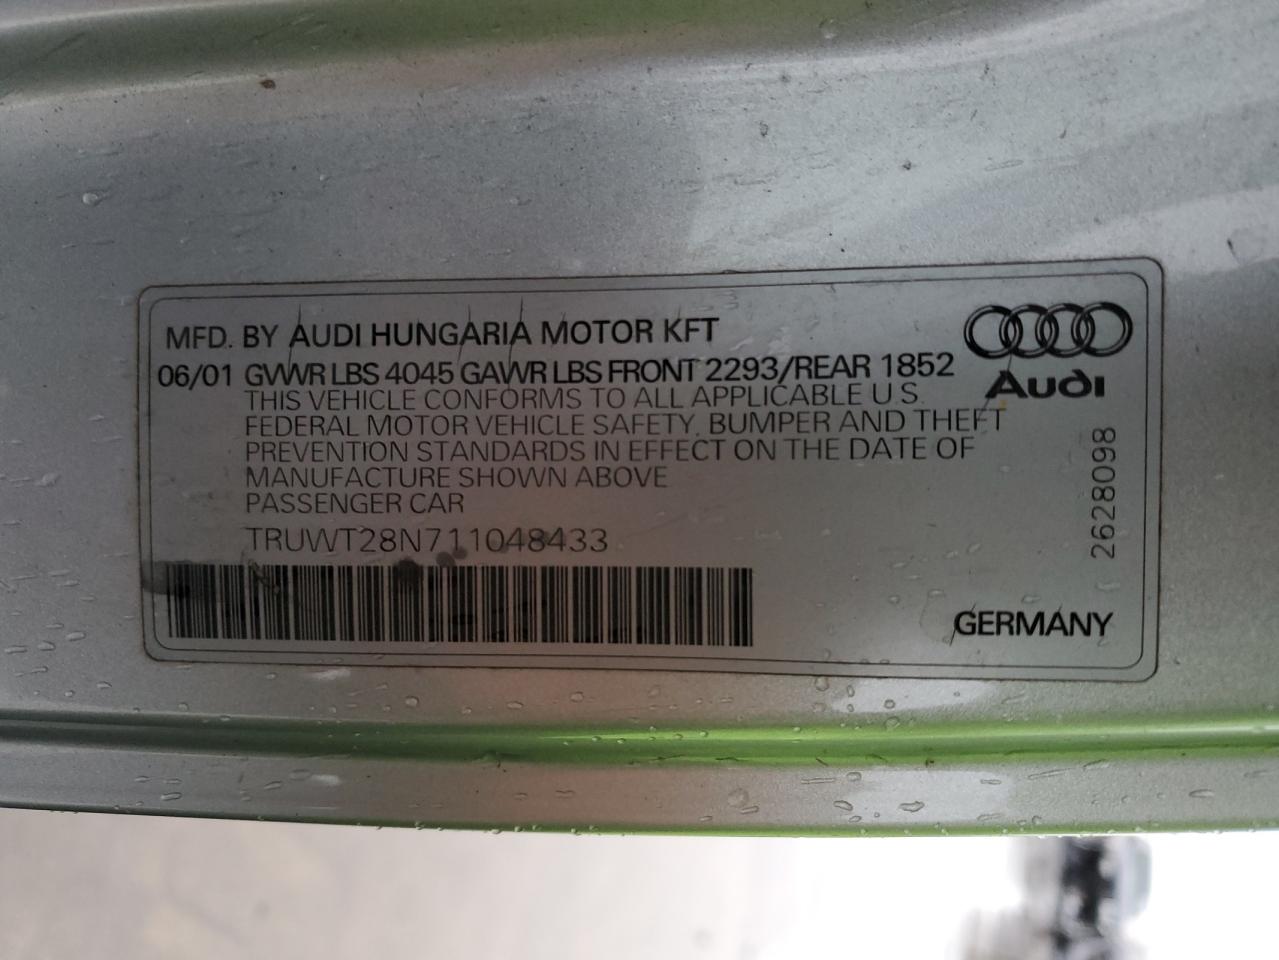 MFD. BY AUDI HUNGARIA MOTOR KFT
06/01 GVWR LBS 4045 GAWR LBS FRONT 2293/REAR 1852
THIS VEHICLE CONFORMS TO ALL APPLICABLE U.S.
FEDERAL MOTOR VEHICLE SAFETY, BUMPER AND THEFT
PREVENTION STANDARDS IN EFFECT ON THE DATE OF
MANUFACTURE SHOWN ABOVE
PASSENGER CAR
TRUWT28N711048433
Audi
2628098
GERMANY